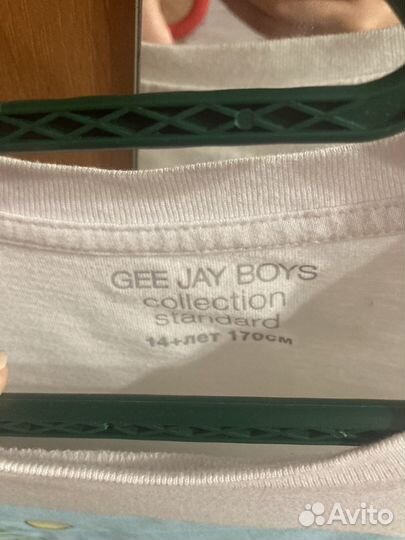 GEE JAY BOYS
collection
standard
14+лет 170см
Avito